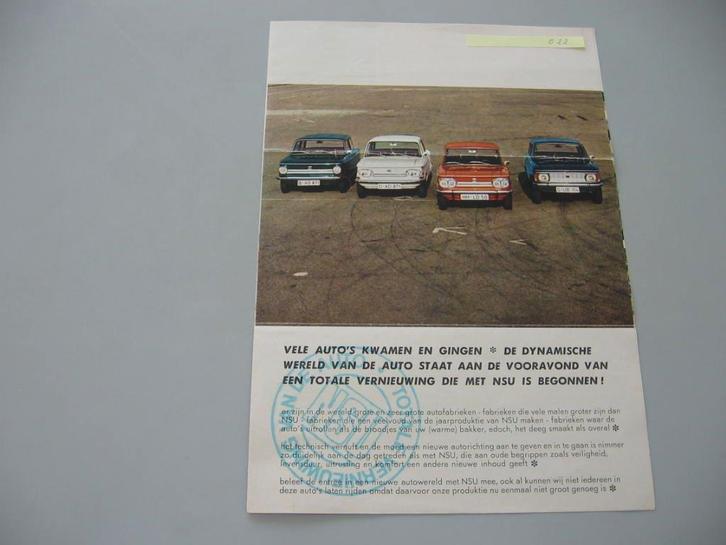 022
VELE AUTO'S KWAMEN EN GINGEN * DE DYNAMISCHE
WERELD VAN DE AUTO STAAT AAN DE VOORAVOND VAN
EEN TOTALE VERNIEUWING DIE MET NSU IS BEGONNEN!
er zijn in de wereld grote en zeer grote autofabrieken - fabrieken die vele malen groter zijn dan
NSU - fabrieken die een veelvoud van de jaarproduktie van NSU maken - fabrieken waar de
auto's uitrollen als de broodjes van uw (warme) bakker, edoch, het deeg smaakt als overal *
het technisch vernuft en de moed een nieuwe autorichting aan te geven en in te gaan is nimmer
zo duidelijk aan de dag getreden als met NSU, die aan oude begrippen zoals veiligheid,
levensduur, uitrusting en komfort een andere nieuwe inhoud geeft *
beleef de entree in een nieuwe autowereld met NSU mee, ook al kunnen wij niet iedereen in
deze auto's laten rijden omdat daarvoor onze produktie nu eenmaal niet groot genoeg is *
NSU